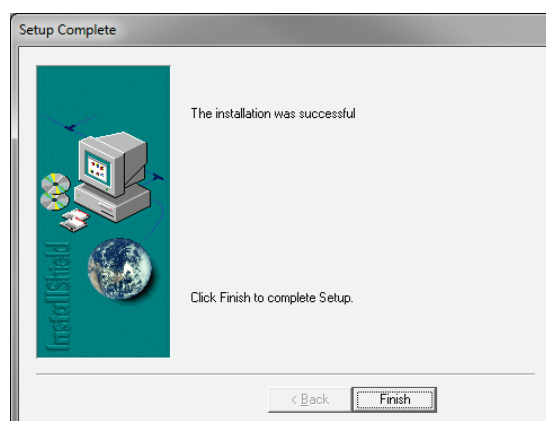 Setup Complete
The installation was successful
InstallShield
Click Finish to complete Setup.
< Back
Finish